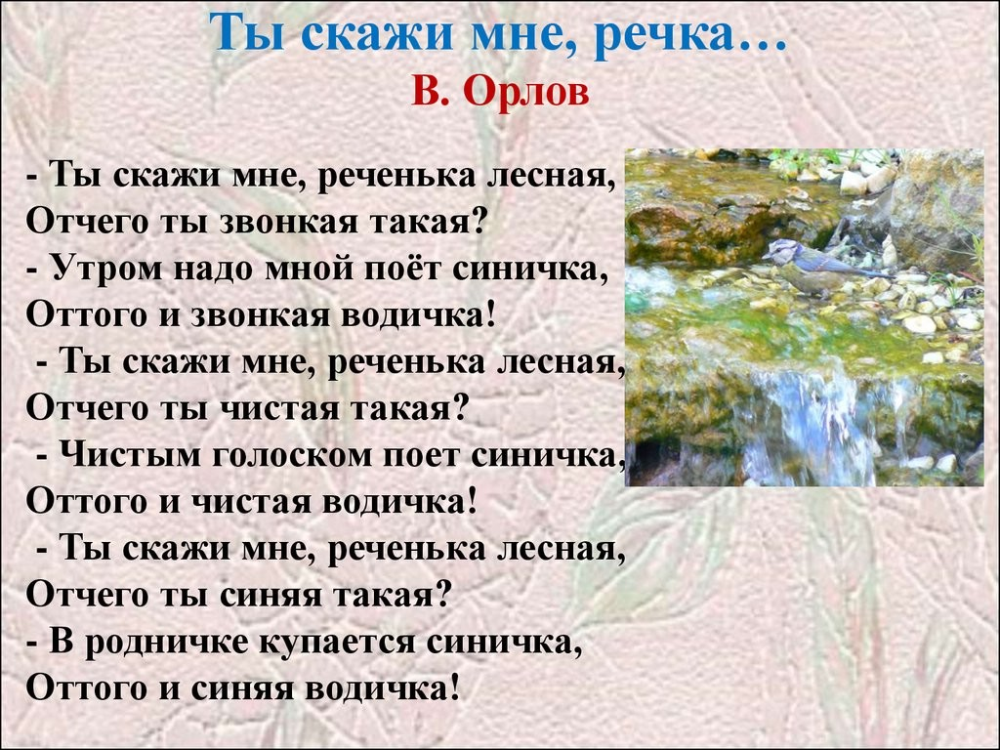 Ты скажи мне, речка…
В. Орлов
- Ты скажи мне, реченька лесная,
Отчего ты звонкая такая?
- Утром надо мной поёт синичка,
Оттого и звонкая водичка!
- Ты скажи мне, реченька лесная,
Отчего ты чистая такая?
- Чистым голоском поет синичка,
Оттого и чистая водичка!
- Ты скажи мне, реченька лесная,
Отчего ты синяя такая?
- В родничке купается синичка,
Оттого и синяя водичка!